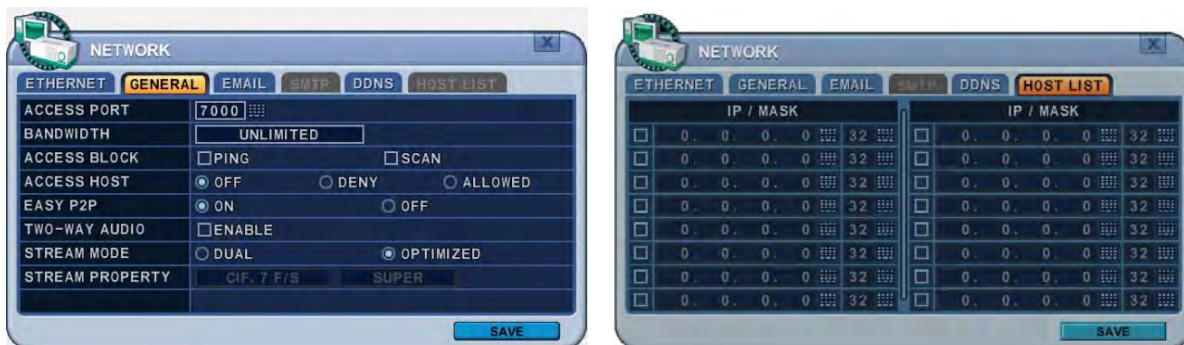 NETWORK
X
ETHERNET GENERAL EMAIL SMTP DDNS HOST LIST
ACCESS PORT 7000
BANDWIDTH UNLIMITED
ACCESS BLOCK PING SCAN
ACCESS HOST OFF DENY ALLOWED
EASY P2P ON OFF
TWO-WAY AUDIO ENABLE
STREAM MODE DUAL OPTIMIZED
STREAM PROPERTY CIF, 7 F/S SUPER
SAVE
NETWORK
X
ETHERNET GENERAL EMAIL SMTP DDNS HOST LIST
IP / MASK IP / MASK
0. 0. 0. 0 32 0. 0. 0. 0 32
0. 0. 0. 0 32 0. 0. 0. 0 32
0. 0. 0. 0 32 0. 0. 0. 0 32
0. 0. 0. 0 32 0. 0. 0. 0 32
0. 0. 0. 0 32 0. 0. 0. 0 32
0. 0. 0. 0 32 0. 0. 0. 0 32
0. 0. 0. 0 32 0. 0. 0. 0 32
0. 0. 0. 0 32 0. 0. 0. 0 32
SAVE